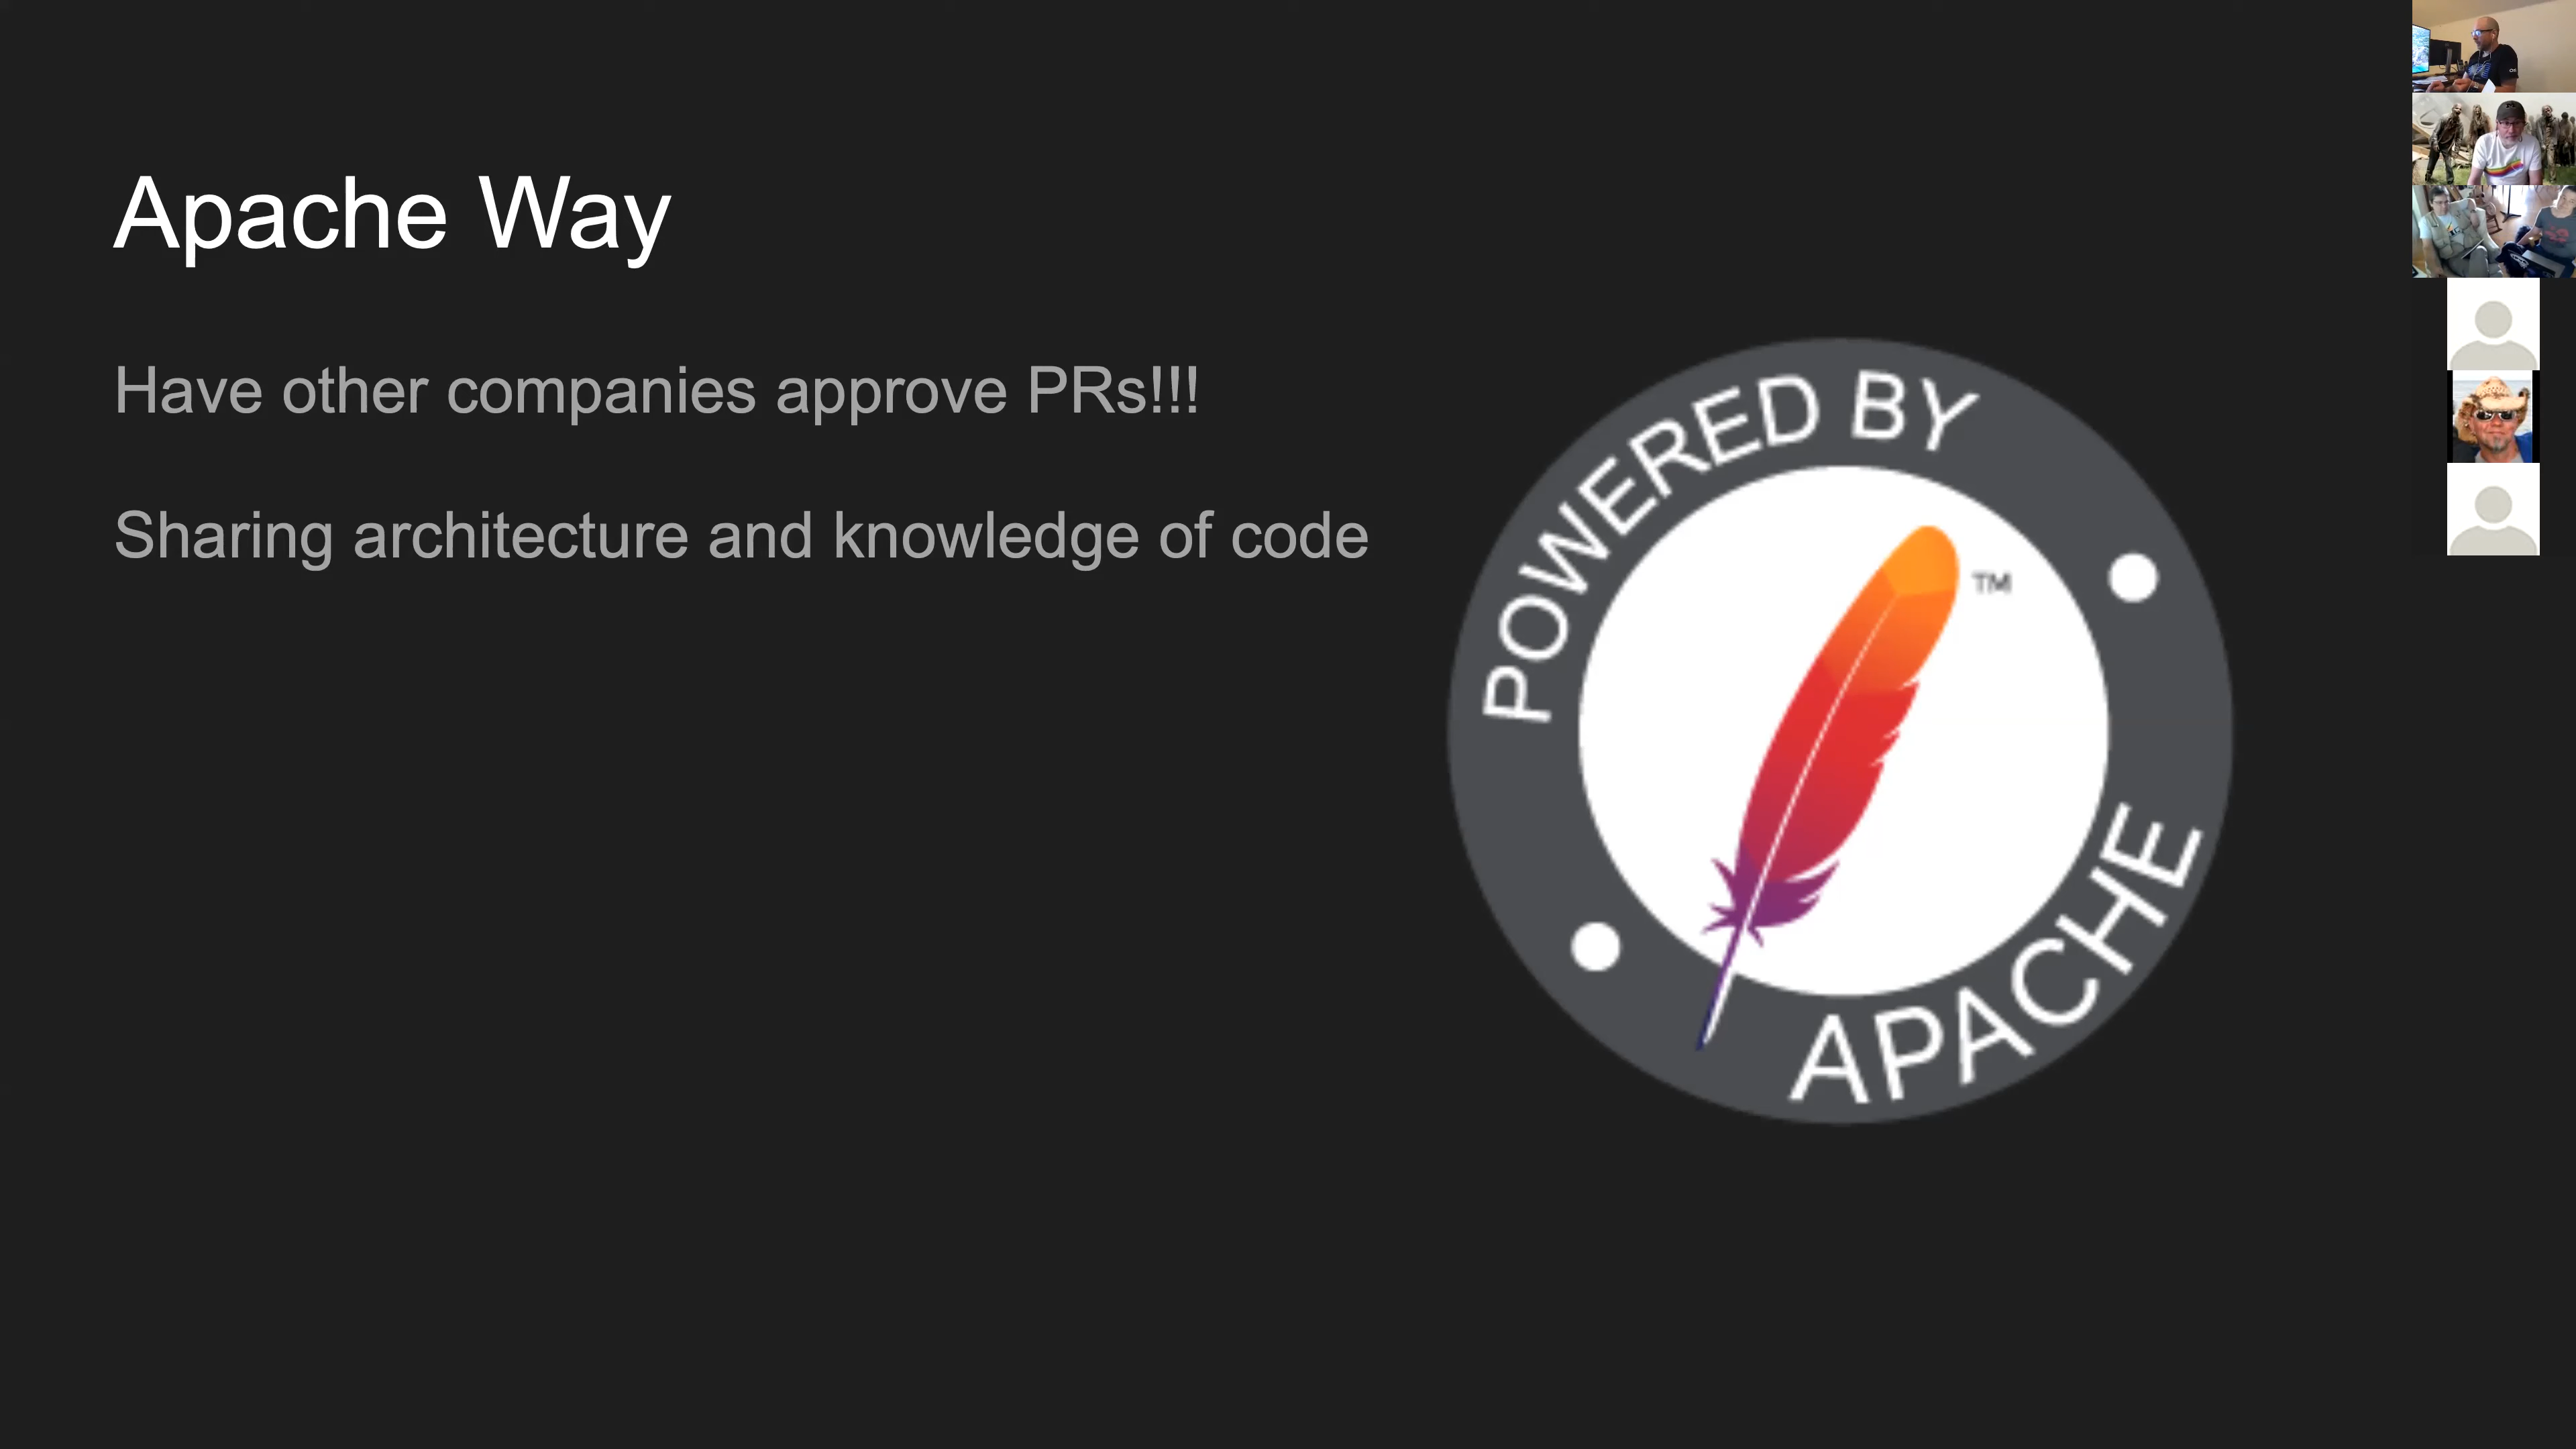 Apache Way
Have other companies approve PRs!!!
Sharing architecture and knowledge of code
POWERED BY
TM
APACHE